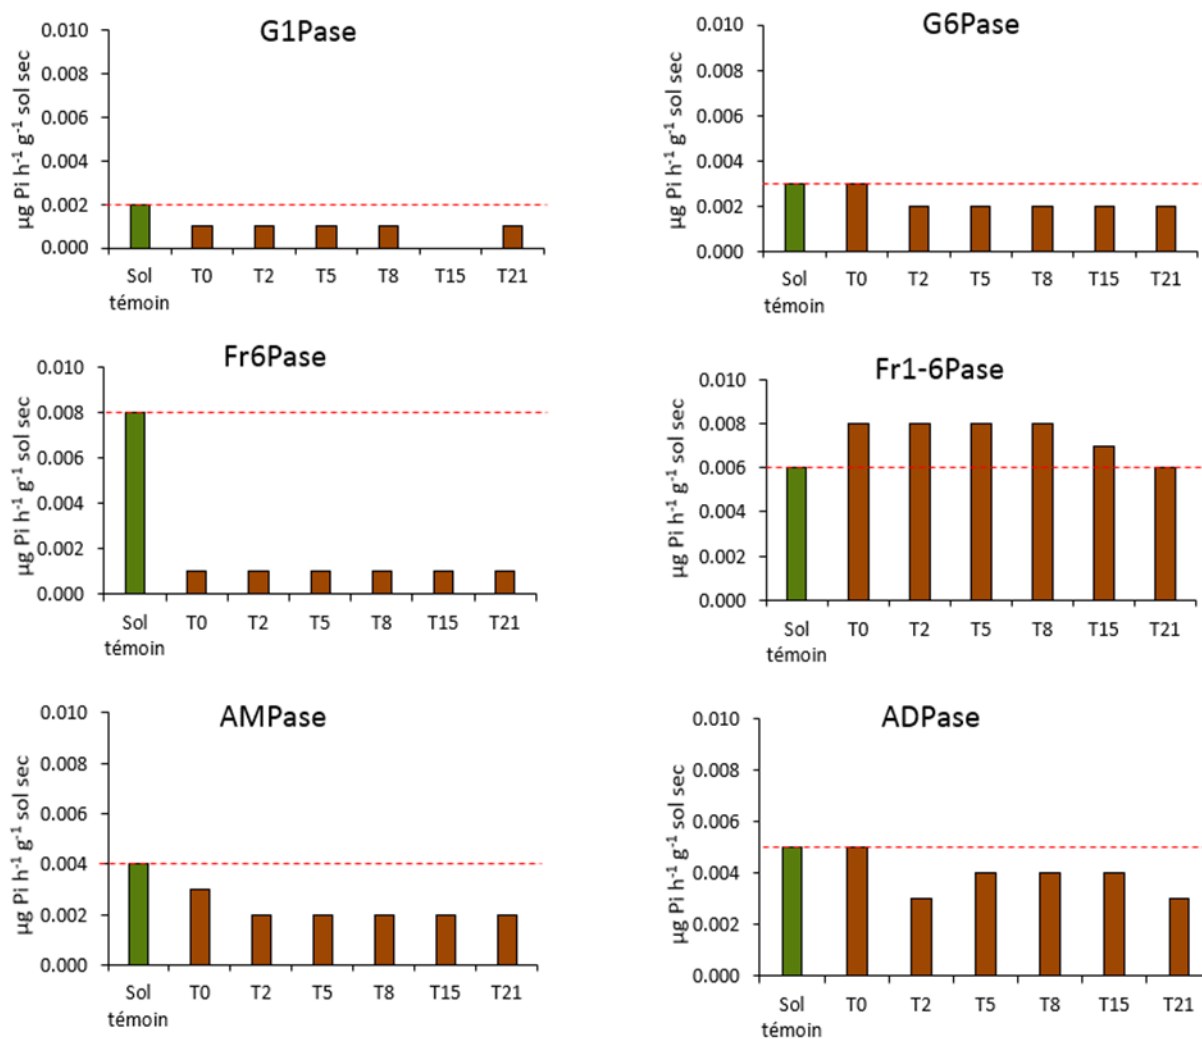 G1Pase
µg Pi h⁻¹ g⁻¹ sol sec
0.010
0.008
0.006
0.004
0.002
0.000
Sol témoin T0 T2 T5 T8 T15 T21
G6Pase
µg Pi h⁻¹ g⁻¹ sol sec
0.010
0.008
0.006
0.004
0.002
0.000
Sol témoin T0 T2 T5 T8 T15 T21
Fr6Pase
µg Pi h⁻¹ g⁻¹ sol sec
0.010
0.008
0.006
0.004
0.002
0.000
Sol témoin T0 T2 T5 T8 T15 T21
Fr1-6Pase
µg Pi h⁻¹ g⁻¹ sol sec
0.010
0.008
0.006
0.004
0.002
0.000
Sol témoin T0 T2 T5 T8 T15 T21
AMPase
µg Pi h⁻¹ g⁻¹ sol sec
0.010
0.008
0.006
0.004
0.002
0.000
Sol témoin T0 T2 T5 T8 T15 T21
ADPase
µg Pi h⁻¹ g⁻¹ sol sec
0.010
0.008
0.006
0.004
0.002
0.000
Sol témoin T0 T2 T5 T8 T15 T21